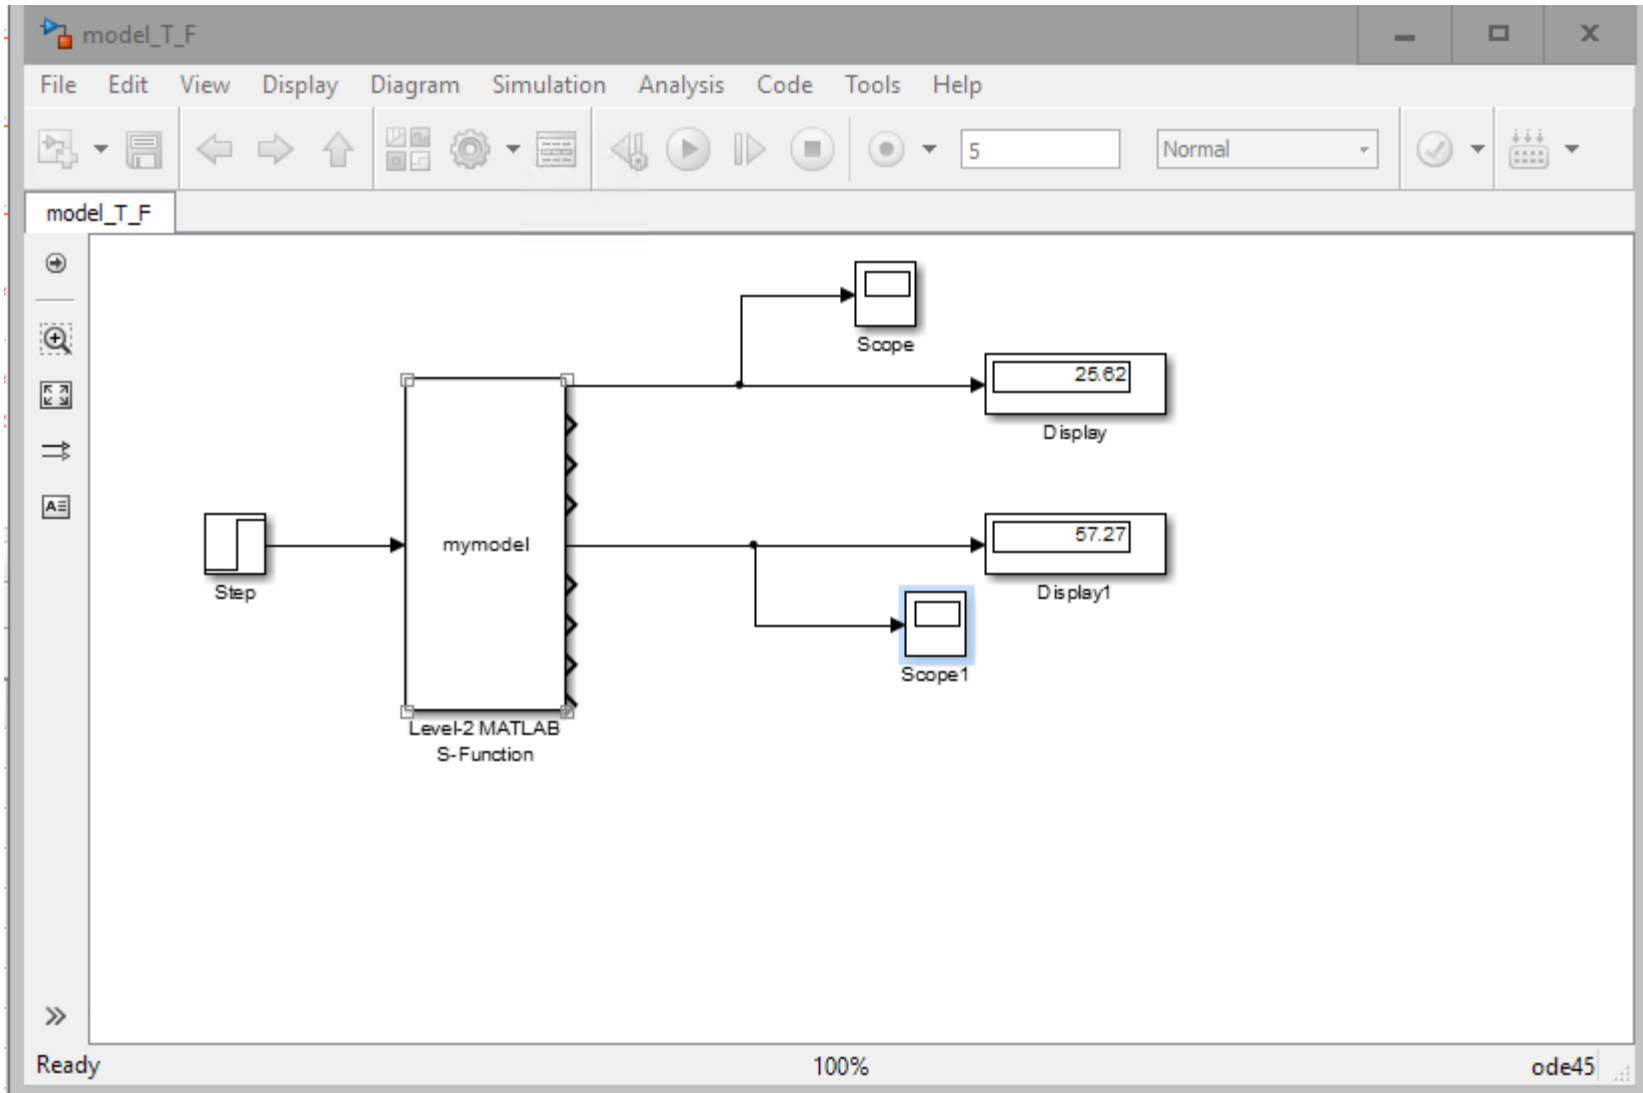 model_T_F
File Edit View Display Diagram Simulation Analysis Code Tools Help
5
Normal
model_T_F
Scope
25.62
Display
mymodel
57.27
Step
Display1
Scope1
Level-2 MATLAB
S-Function
Ready
100%
ode45